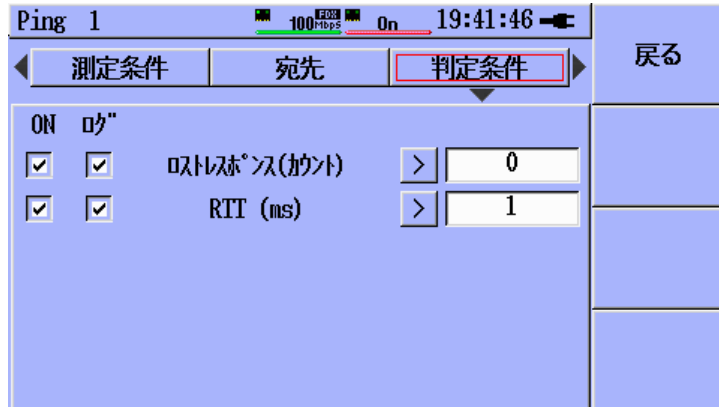 Ping 1 100 FDX Mbps On 19:41:46
戻る
測定条件 宛先 判定条件
ON ﾛｸﾞ
ﾛｽﾄﾚｽﾎﾟﾝｽ(ｶｳﾝﾄ) > 0
RTT (ms) > 1